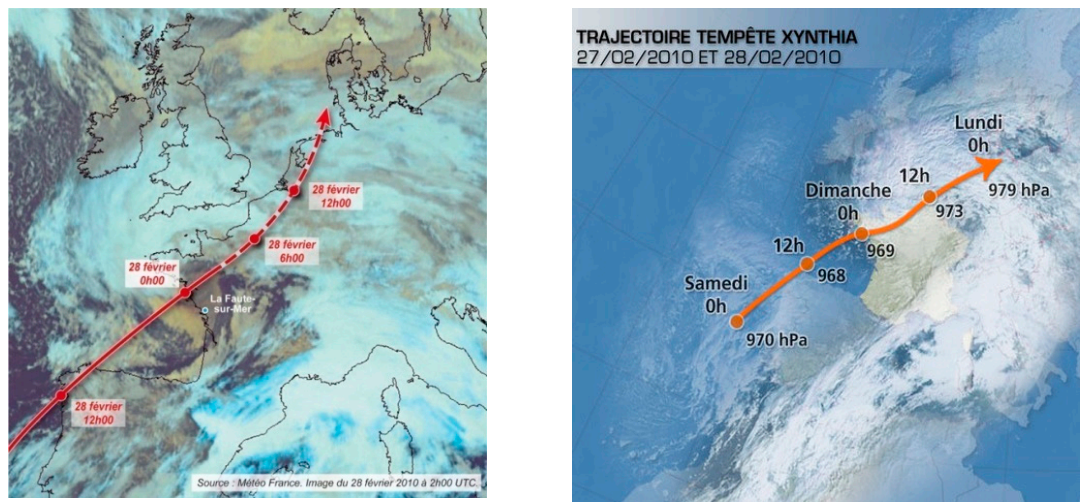 28 février
12h00
28 février
6h00
28 février
0h00
La Faute-
sur-Mer
28 février
12h00
Source : Météo France. Image du 28 février 2010 à 2h00 UTC.
TRAJECTOIRE TEMPÊTE XYNTHIA
27/02/2010 ET 28/02/2010
Lundi
0h
12h
979 hPa
Dimanche
0h
973
12h
969
968
Samedi
0h
970 hPa